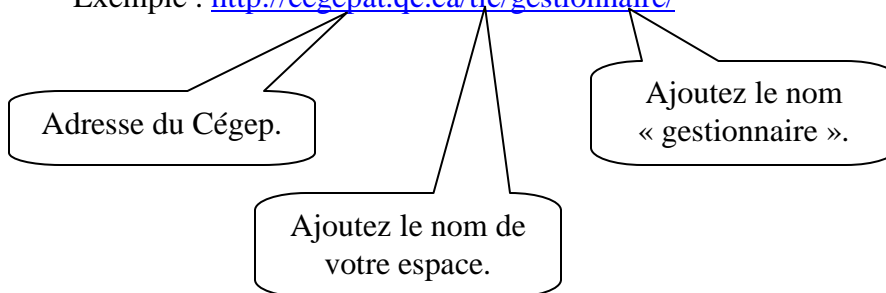 Exemple : http://cegepat.qc.ca/tic/gestionnaire/
Adresse du Cégep.
Ajoutez le nom
« gestionnaire ».
Ajoutez le nom de
votre espace.